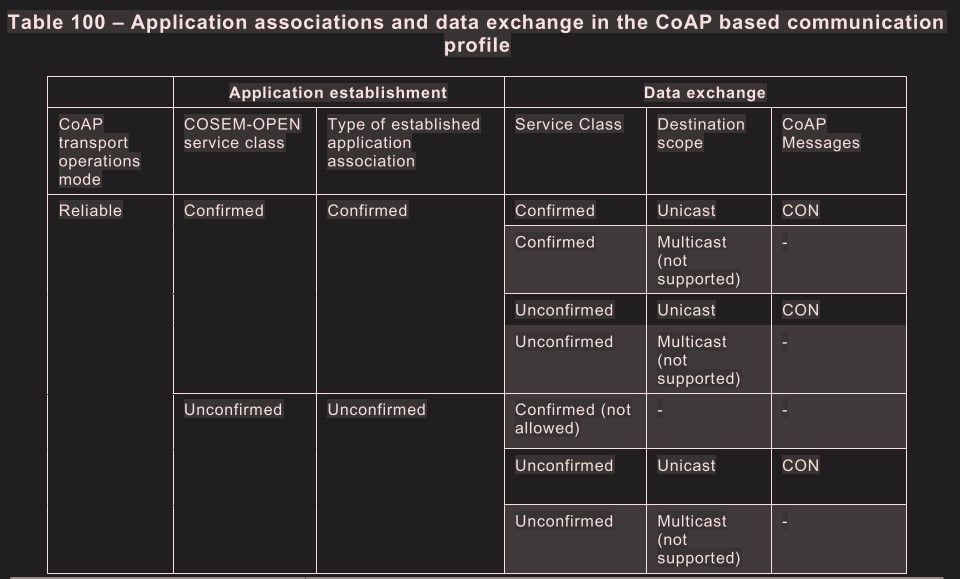 Table 100 – Application associations and data exchange in the CoAP based communication
profile
Application establishment
Data exchange
CoAP
transport
operations
mode
COSEM-OPEN
service class
Type of established
application
association
Service Class
Destination
scope
CoAP
Messages
Reliable
Confirmed
Confirmed
Confirmed
Unicast
CON
Confirmed
Multicast
(not
supported)
-
Unconfirmed
Unicast
CON
Unconfirmed
Multicast
(not
supported)
-
Unconfirmed
Unconfirmed
Confirmed (not
allowed)
-
-
Unconfirmed
Unicast
CON
Unconfirmed
Multicast
(not
supported)
-